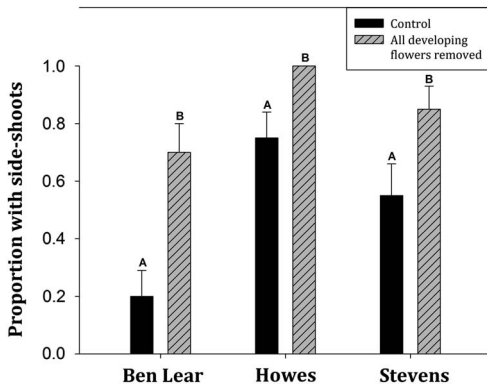 Control
All developing
flowers removed
Proportion with side-shoots
1.0
0.8
0.6
0.4
0.2
0.0
A
B
A
B
A
B
Ben Lear
Howes
Stevens